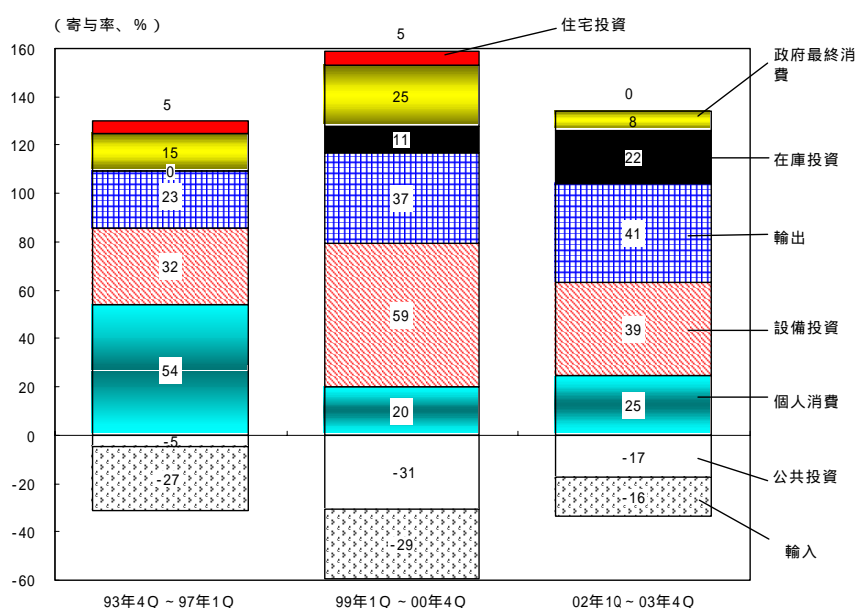 （寄与率、％）
160
140
120
100
80
60
40
20
0
-20
-40
-60
5
15
0
23
32
54
-5
-27
5
25
11
37
59
20
-31
-29
0
8
22
41
39
25
-17
-16
住宅投資
政府最終消
費
在庫投資
輸出
設備投資
個人消費
公共投資
輸入
93年4Q～97年1Q
99年1Q～00年4Q
02年1Q～03年4Q